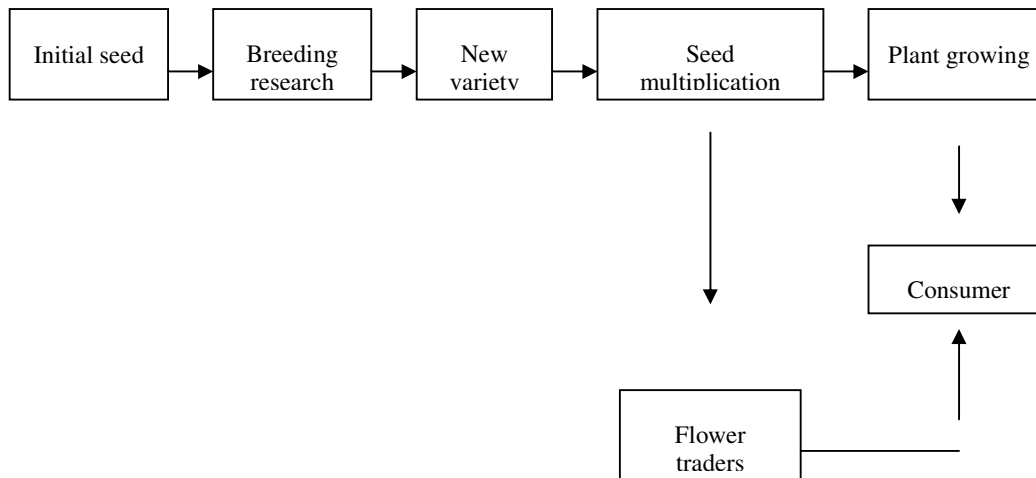 Initial seed
Breeding
research
New
variety
Seed
multiplication
Plant growing
Consumer
Flower
traders